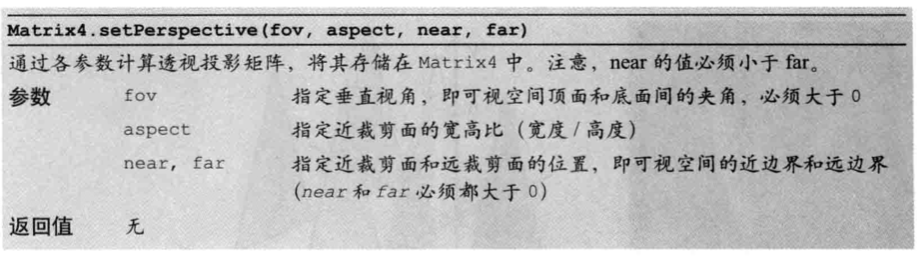 Matrix4.setPerspective(fov, aspect, near, far)
通过各参数计算透视投影矩阵，将其存储在 Matrix4 中。注意，near 的值必须小于 far。
参数 fov 指定垂直视角，即可视空间顶面和底面间的夹角，必须大于 0
aspect 指定近裁剪面的宽高比（宽度 / 高度）
near, far 指定近裁剪面和远裁剪面的位置，即可视空间的近边界和远边界
(near 和 far 必须都大于 0)
返回值 无